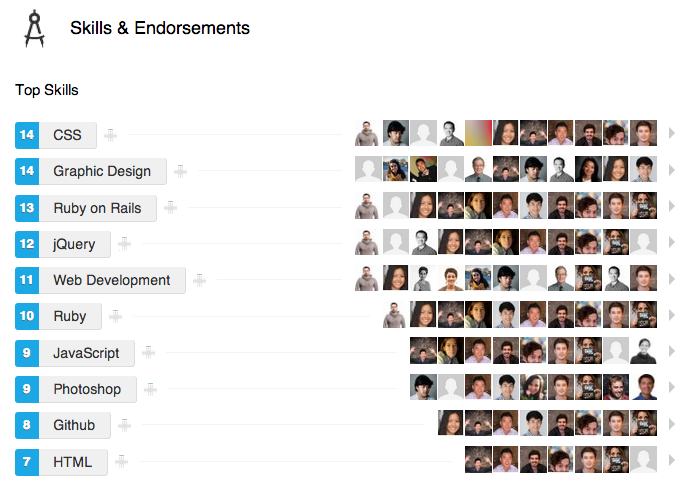 Skills & Endorsements
Top Skills
14 CSS
14 Graphic Design
13 Ruby on Rails
12 jQuery
11 Web Development
10 Ruby
9 JavaScript
9 Photoshop
8 Github
7 HTML